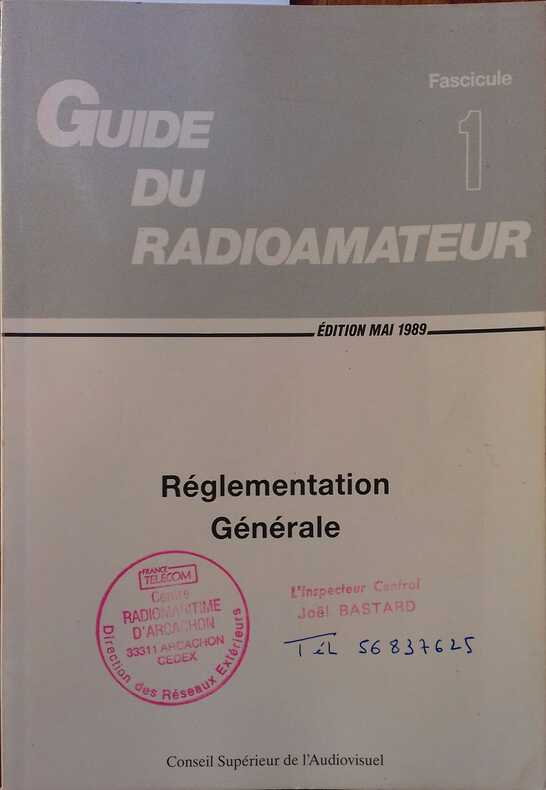 Fascicule
1
GUIDE
DU
RADIOAMATEUR
ÉDITION MAI 1989
Réglementation
Générale
FRANCE
TELECOM
Centre
RADIOMARITIME
D'ARCACHON
33311 ARCACHON
CEDEX
Direction des Réseaux Extérieurs
L'Inspecteur Central
Joël BASTARD
Tél 56837625
Conseil Supérieur de l'Audiovisuel